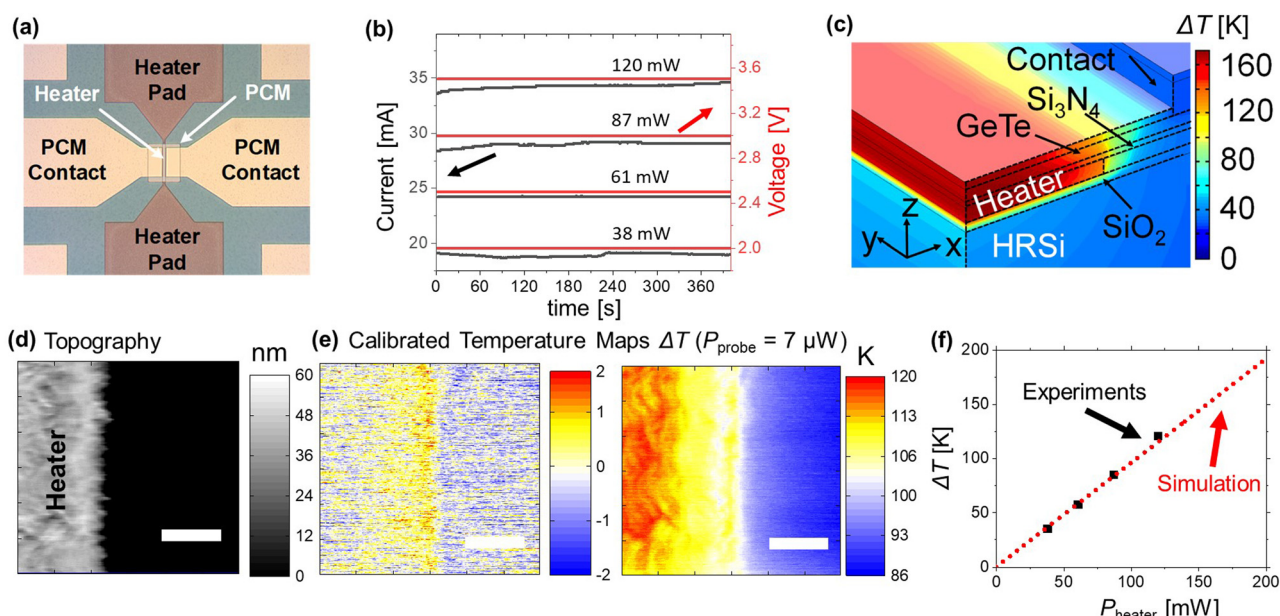 (a)
Heater
Pad
Heater
PCM
PCM
Contact
PCM
Contact
Heater
Pad
(b)
Current [mA]
35
30
25
20
120 mW
87 mW
61 mW
38 mW
3.6
3.2
2.8
2.4
2.0
Voltage [V]
0 60 120 180 240 300 360
time [s]
(c)
ΔT [K]
Contact
Si3N4
GeTe
Heater
SiO2
HRSi
z
y
x
160
120
80
40
0
(d) Topography
nm
Heater
60
48
36
24
12
0
(e) Calibrated Temperature Maps ΔT (Pprobe = 7 µW)
2
1
0
-1
-2
K
120
113
106
100
93
86
(f)
ΔT [K]
200
150
100
50
0
Experiments
Simulation
0 50 100 150 200
Pheater [mW]